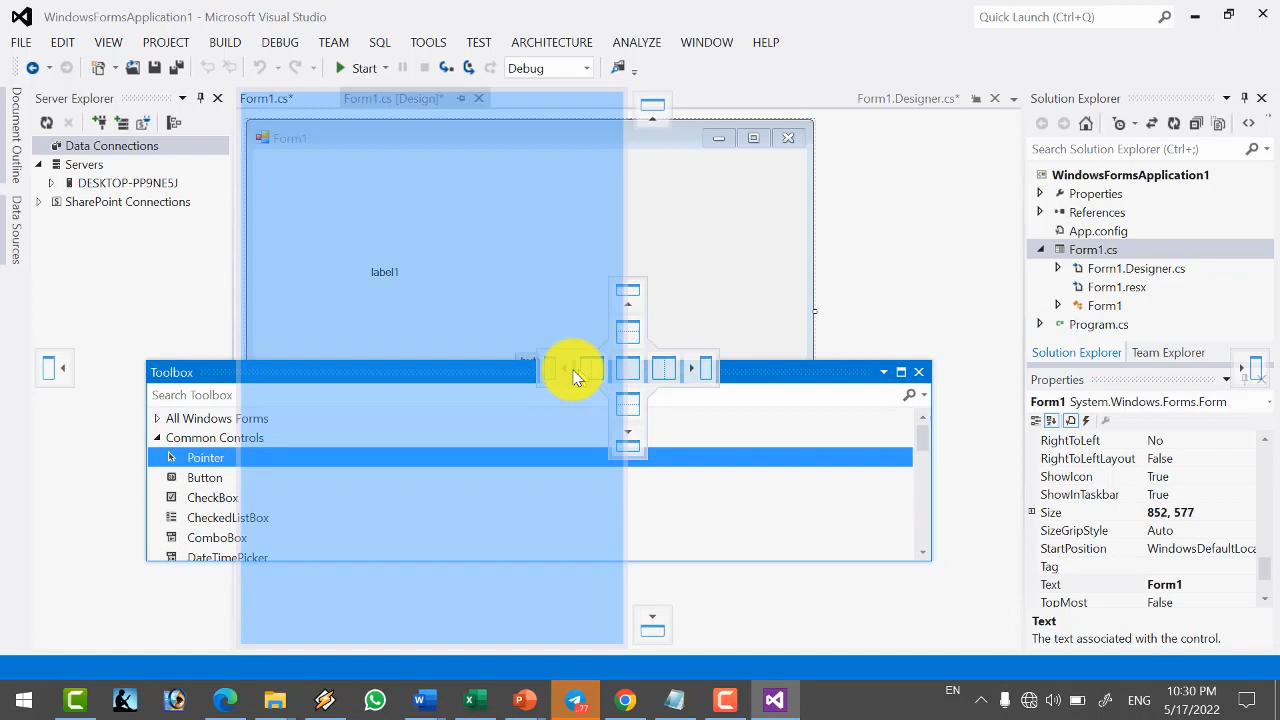 WindowsFormsApplication1 - Microsoft Visual Studio
Quick Launch (Ctrl+Q)
FILE EDIT VIEW PROJECT BUILD DEBUG TEAM SQL TOOLS TEST ARCHITECTURE ANALYZE WINDOW HELP
Start Debug
Document Outline
Data Sources
Server Explorer
Data Connections
Servers
DESKTOP-PP9NE5J
SharePoint Connections
Form1.cs* Form1.cs [Design]* Form1.Designer.cs*
Form1
label1
Toolbox
Search Toolbox
All Windows Forms
Common Controls
Pointer
Button
CheckBox
CheckedListBox
ComboBox
DateTimePicker
Solution Explorer
Search Solution Explorer (Ctrl+;)
WindowsFormsApplication1
Properties
References
App.config
Form1.cs
Form1.Designer.cs
Form1.resx
Form1
Program.cs
Solution Explorer Team Explorer
Properties
Form1 System.Windows.Forms.Form
RightToLeft No
RightToLeftLayout False
ShowIcon True
ShowInTaskbar True
Size 852, 577
SizeGripStyle Auto
StartPosition WindowsDefaultLoca
Tag
Text Form1
TopMost False
Text
The text associated with the control.
77
EN
10:30 PM
5/17/2022